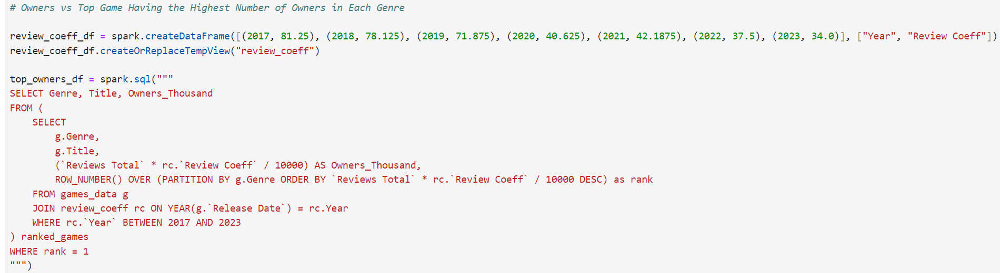 # Owners vs Top Game Having the Highest Number of Owners in Each Genre
review_coeff_df = spark.createDataFrame([(2017, 81.25), (2018, 78.125), (2019, 71.875), (2020, 40.625), (2021, 42.1875), (2022, 37.5), (2023, 34.0)], ["Year", "Review Coeff"])
review_coeff_df.createOrReplaceTempView("review_coeff")
top_owners_df = spark.sql("""
SELECT Genre, Title, Owners_Thousand
FROM (
    SELECT
        g.Genre,
        g.Title,
        (`Reviews Total` * rc.`Review Coeff` / 10000) AS Owners_Thousand,
        ROW_NUMBER() OVER (PARTITION BY g.Genre ORDER BY `Reviews Total` * rc.`Review Coeff` / 10000 DESC) as rank
    FROM games_data g
    JOIN review_coeff rc ON YEAR(g.`Release Date`) = rc.Year
    WHERE rc.`Year` BETWEEN 2017 AND 2023
) ranked_games
WHERE rank = 1
""")